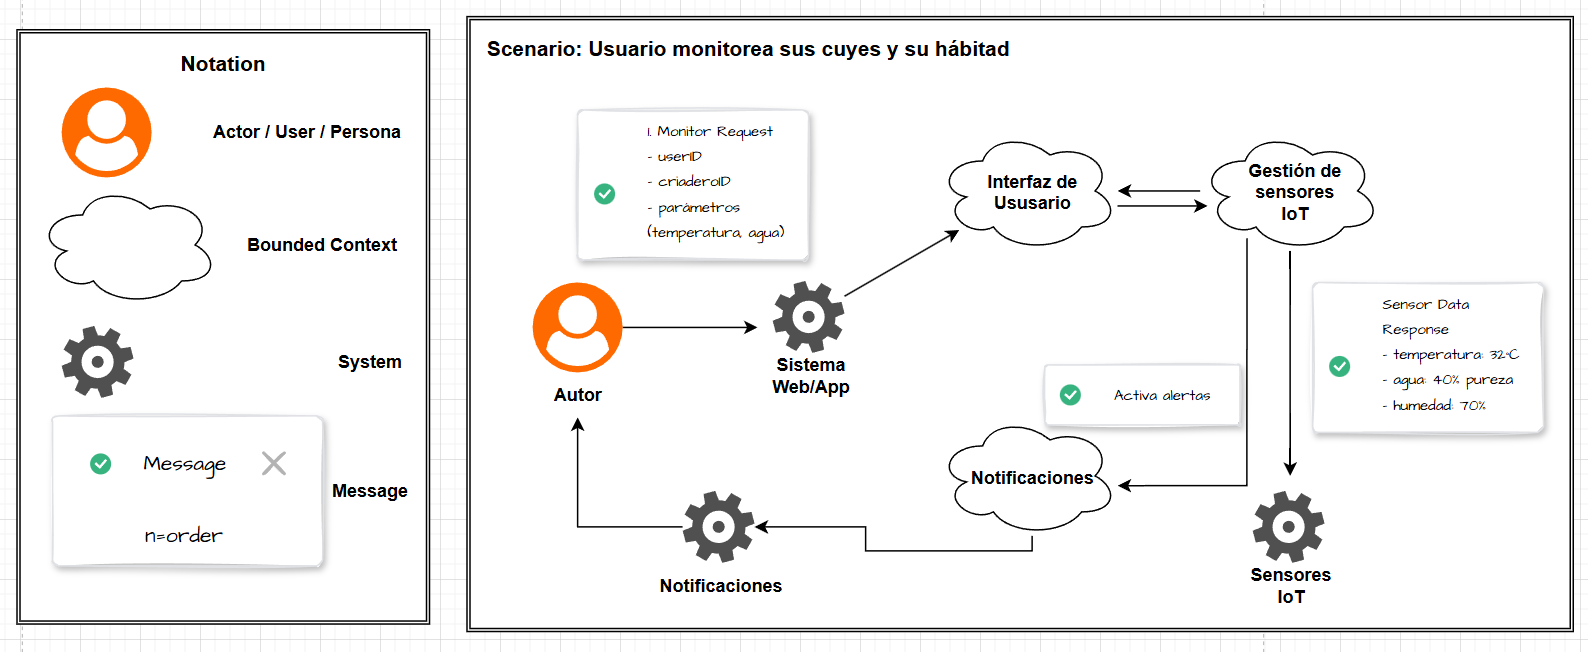 Notation
Actor / User / Persona
Bounded Context
System
Message
n=order
Message
Scenario: Usuario monitorea sus cuyes y su hábitad
1. Monitor Request
- userID
- criaderoID
- parámetros
(temperatura, agua)
Interfaz de
Ususario
Gestión de
sensores
IoT
Autor
Sistema
Web/App
Sensor Data
Response
- temperatura: 32°C
- agua: 40% pureza
- humedad: 70%
Activa alertas
Notificaciones
Notificaciones
Sensores
IoT